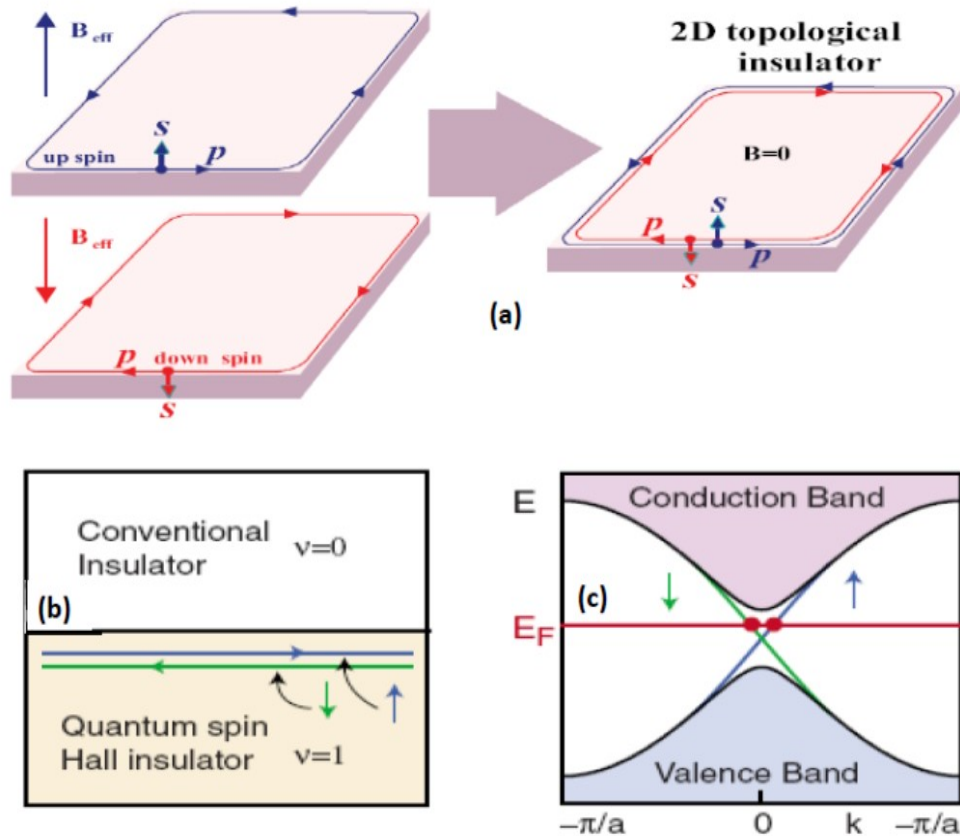 B eff
s
up spin
p
B eff
p down spin
s
2D topological
insulator
B=0
s
p
p
s
(a)
Conventional
Insulator
ν=0
(b)
Quantum spin
Hall insulator
ν=1
E
Conduction Band
(c)
E_F
Valence Band
−π/a
0
k
−π/a